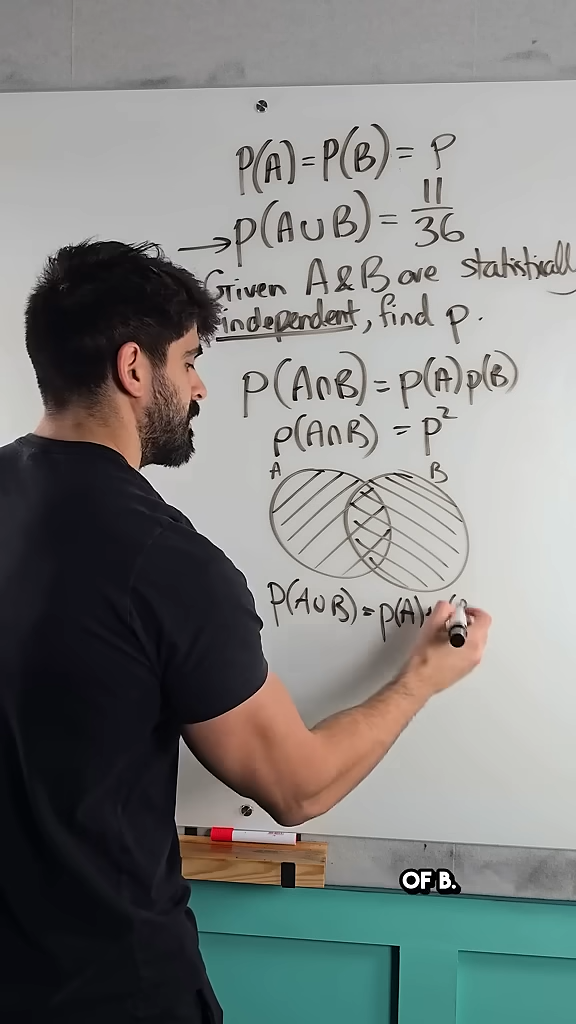 P(A) = P(B) = P
→ P(A∪B) = 11/36
Given A & B are statistically
independent, find p.
P(A∩B) = p(A)p(B)
p(A∩B) = p²
A B
P(A∪B) = p(A)
OF B.